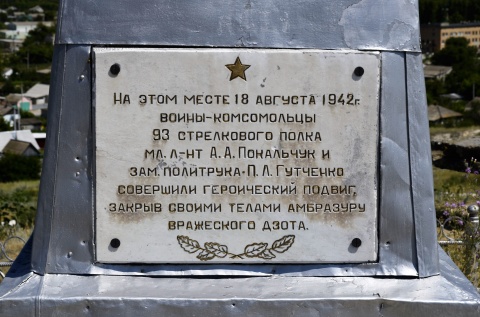 На этом месте 18 августа 1942г.
воины-комсомольцы
93 стрелкового полка
мл. л-нт А.А. Покальчук и
зам. политрука П.Л. Гутченко
совершили героический подвиг,
закрыв своими телами амбразуру
вражеского дзота.